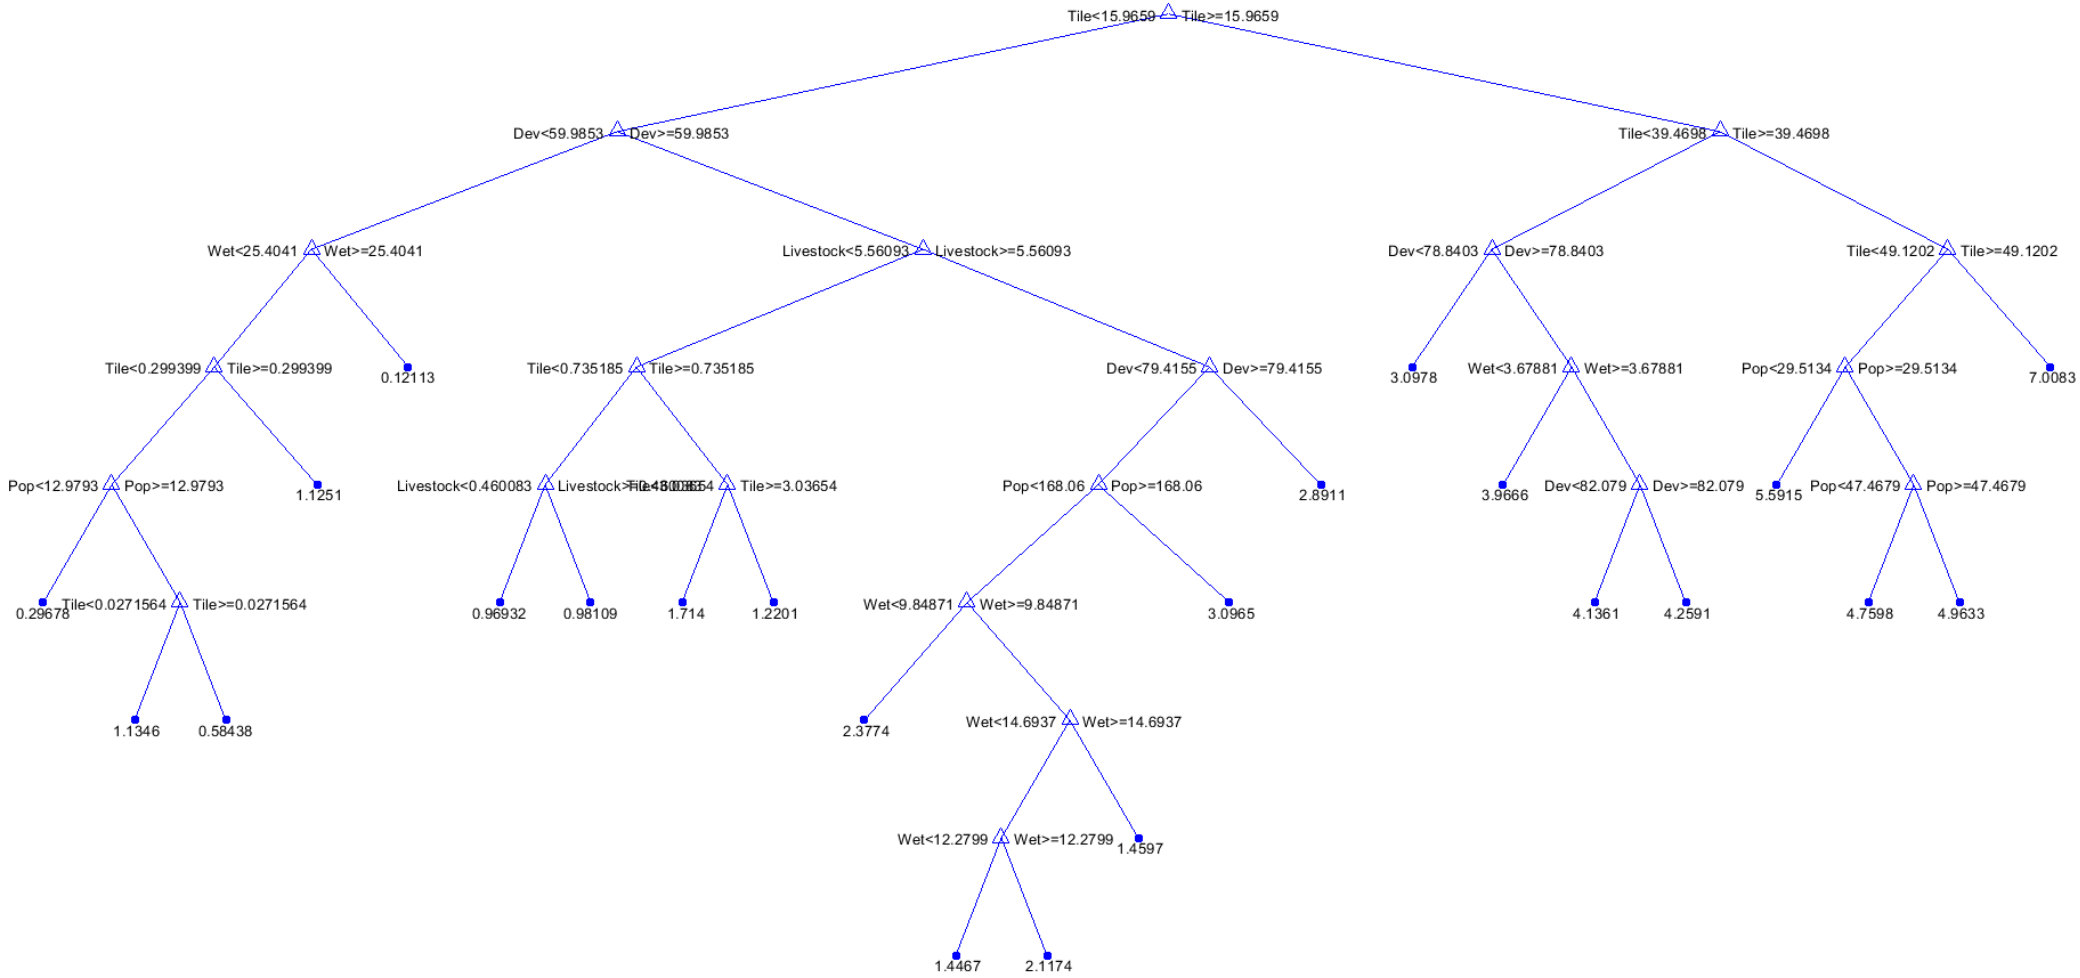 Tile<15.9659 Tile>=15.9659
Dev<59.9853 Dev>=59.9853 Tile<39.4698 Tile>=39.4698
Wet<25.4041 Wet>=25.4041 Livestock<5.56093 Livestock>=5.56093 Dev<78.8403 Dev>=78.8403 Tile<49.1202 Tile>=49.1202
Tile<0.299399 Tile>=0.299399 0.12113 Tile<0.735185 Tile>=0.735185 Dev<79.4155 Dev>=79.4155 3.0978 Wet<3.67881 Wet>=3.67881 Pop<29.5134 Pop>=29.5134 7.0083
Pop<12.9793 Pop>=12.9793 1.1251 Livestock<0.460083 Tile>=3.03654 Pop<168.06 Pop>=168.06 2.8911 3.9666 Dev<82.079 Dev>=82.079 5.5915 Pop<47.4679 Pop>=47.4679
0.29678 Tile<0.0271564 Tile>=0.0271564 0.96932 0.98109 1.714 1.2201 Wet<9.84871 Wet>=9.84871 3.0965 4.1361 4.2591 4.7598 4.9633
1.1346 0.58438 2.3774 Wet<14.6937 Wet>=14.6937
Wet<12.2799 Wet>=12.2799 1.4597
1.4467 2.1174